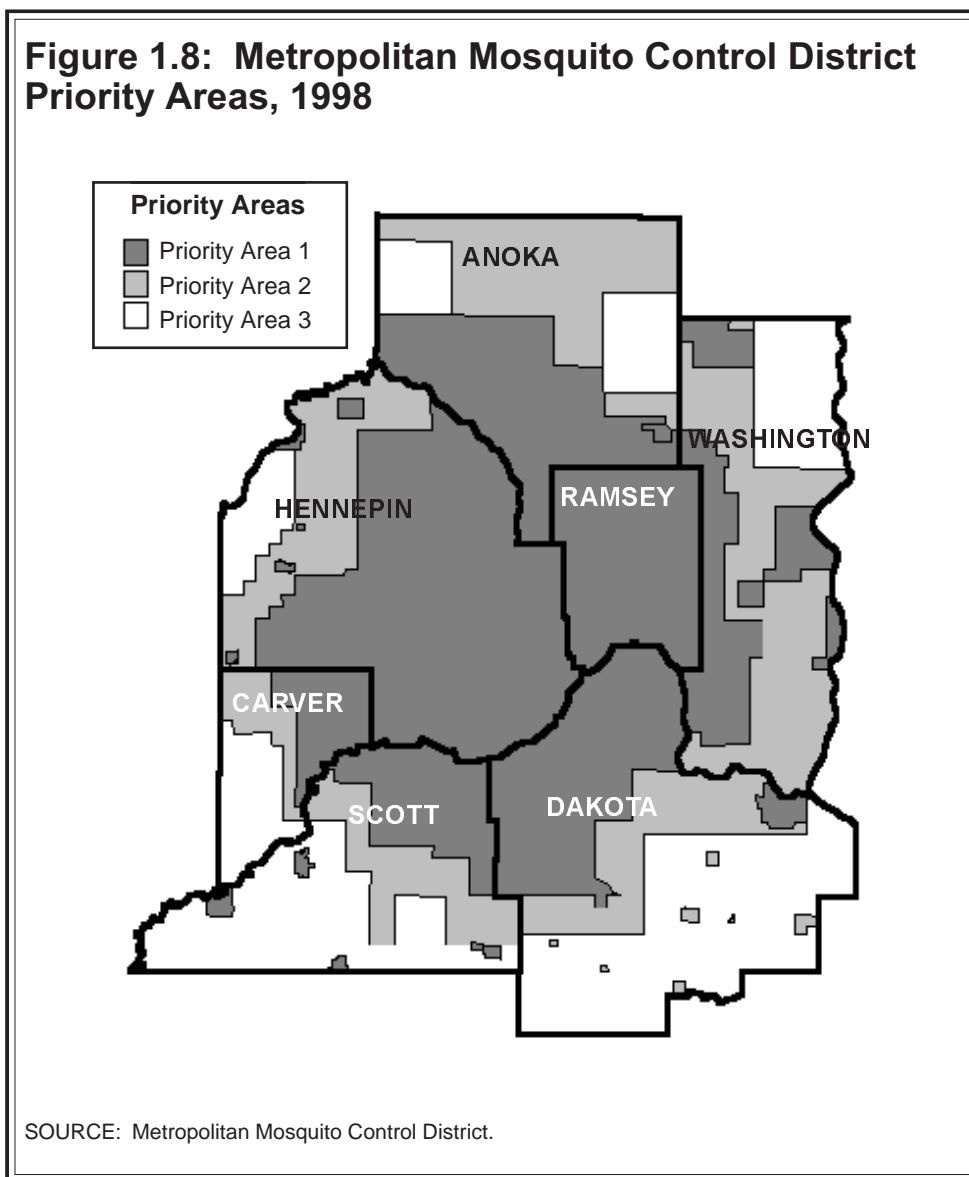 Figure 1.8: Metropolitan Mosquito Control District
Priority Areas, 1998
Priority Areas
Priority Area 1
Priority Area 2
Priority Area 3
ANOKA
WASHINGTON
RAMSEY
HENNEPIN
CARVER
SCOTT
DAKOTA
SOURCE: Metropolitan Mosquito Control District.